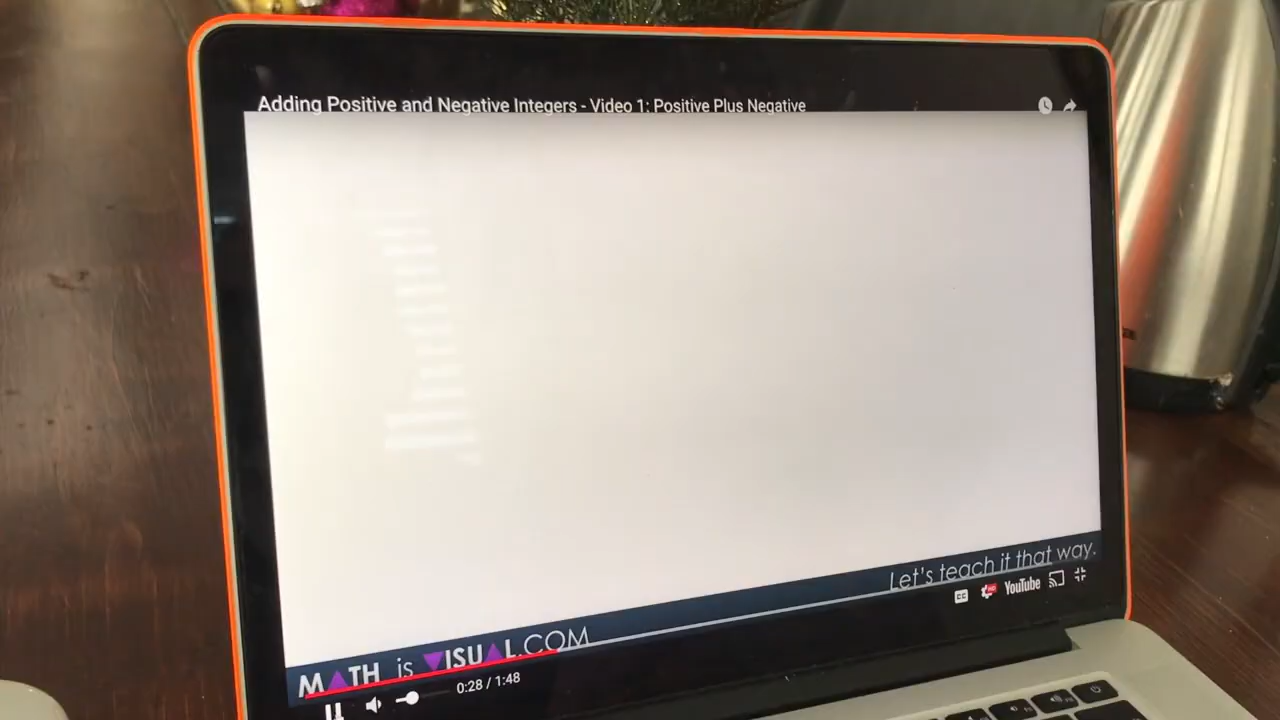 Adding Positive and Negative Integers - Video 1: Positive Plus Negative
Let's teach it that way.
CC YouTube
MATH is VISUAL.COM
0:28 / 1:48